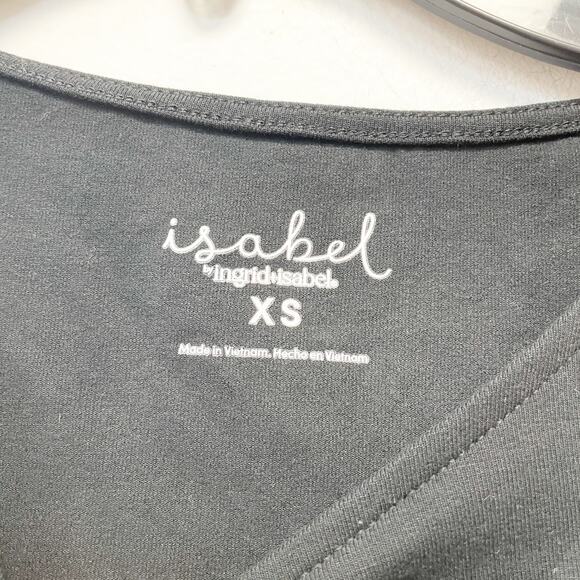 isabel
by ingrid+isabel®
XS
Made in Vietnam. Hecho en Vietnam